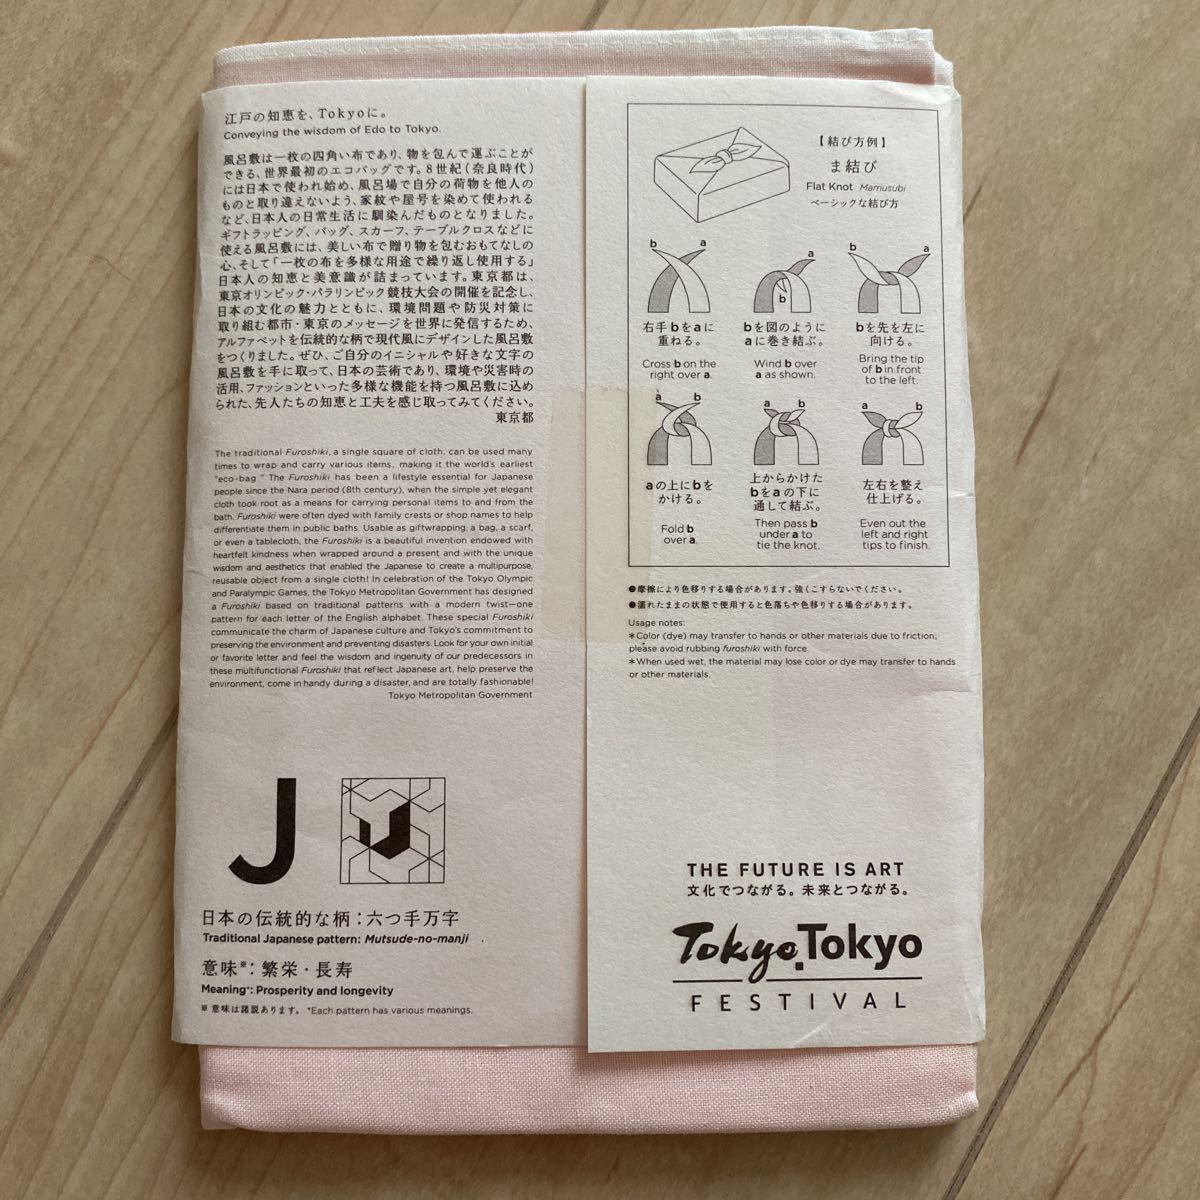 江戸の知恵を、Tokyoに。
Conveying the wisdom of Edo to Tokyo.
風呂敷は一枚の四角い布であり、物を包んで運ぶことが
できる、世界最初のエコバッグです。8世紀（奈良時代）
には日本で使われ始め、風呂場で自分の荷物を他人の
ものと取り違えないよう、家紋や屋号を染めて使われる
など、日本人の日常生活に馴染んだものとなりました。
ギフトラッピング、バッグ、スカーフ、テーブルクロスなどに
使える風呂敷には、美しい布で贈り物を包むおもてなしの
心、そして「一枚の布を多様な用途で繰り返し使用する」
日本人の知恵と美意識が詰まっています。東京都は、
東京オリンピック・パラリンピック競技大会の開催を記念し、
日本の文化の魅力とともに、環境問題や防災対策に
取り組む都市・東京のメッセージを世界に発信するため、
アルファベットを伝統的な柄で現代風にデザインした風呂敷
をつくりました。ぜひ、ご自分のイニシャルや好きな文字の
風呂敷を手に取って、日本の芸術であり、環境や災害時の
活用、ファッションといった多様な機能を持つ風呂敷に込め
られた、先人たちの知恵と工夫を感じ取ってみてください。
東京都
The traditional Furoshiki, a single square of cloth, can be used many
times to wrap and carry various items, making it the world's earliest
"eco-bag." The Furoshiki has been a lifestyle essential for Japanese
people since the Nara period (8th century), when the simple yet elegant
cloth took root as a means for carrying personal items to and from the
bath. Furoshiki were often dyed with family crests or shop names to help
differentiate them in public baths. Usable as giftwrapping, a bag, a scarf,
or even a tablecloth, the Furoshiki is a beautiful invention endowed with
heartfelt kindness when wrapped around a present and with the unique
wisdom and aesthetics that enabled the Japanese to create a multipurpose,
reusable object from a single cloth! In celebration of the Tokyo Olympic
and Paralympic Games, the Tokyo Metropolitan Government has designed
a Furoshiki based on traditional patterns with a modern twist—one
pattern for each letter of the English alphabet. These special Furoshiki
communicate the charm of Japanese culture and Tokyo's commitment to
preserving the environment and preventing disasters. Look for your own initial
or favorite letter and feel the wisdom and ingenuity of our predecessors in
these multifunctional Furoshiki that reflect Japanese art, help preserve the
environment, come in handy during a disaster, and are totally fashionable!
Tokyo Metropolitan Government
J
日本の伝統的な柄：六つ手万字
Traditional Japanese pattern: Mutsude-no-manji
意味※：繁栄・長寿
Meaning*: Prosperity and longevity
※意味は諸説あります。 *Each pattern has various meanings.
【結び方例】
ま結び
Flat Knot Mamusubi
ベーシックな結び方
b a
右手bをaに
重ねる。
Cross b on the
right over a.
a
b
bを図のように
aに巻き結ぶ。
Wind b over
a as shown.
b a
bを先を左に
向ける。
Bring the tip
of b in front
to the left.
a b
aの上にbを
かける。
Fold b
over a.
a b
上からかけた
bをaの下に
通して結ぶ。
Then pass b
under a to
tie the knot.
a b
左右を整え
仕上げる。
Even out the
left and right
tips to finish.
●摩擦により色移りする場合があります。強くこすらないでください。
●濡れたままの状態で使用すると色落ちや色移りする場合があります。
Usage notes:
*Color (dye) may transfer to hands or other materials due to friction;
please avoid rubbing furoshiki with force.
*When used wet, the material may lose color or dye may transfer to hands
or other materials.
THE FUTURE IS ART
文化でつながる。未来とつながる。
Tokyo Tokyo
FESTIVAL